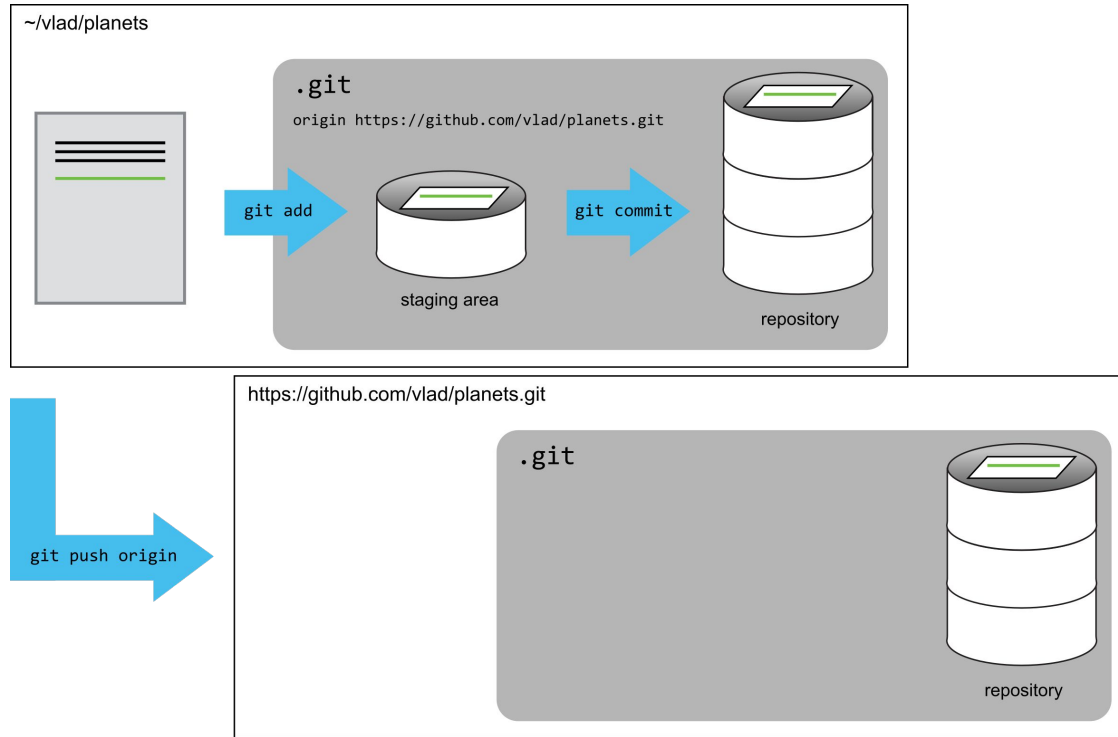 ~/vlad/planets
.git
origin https://github.com/vlad/planets.git
git add
git commit
staging area
repository
https://github.com/vlad/planets.git
.git
git push origin
repository